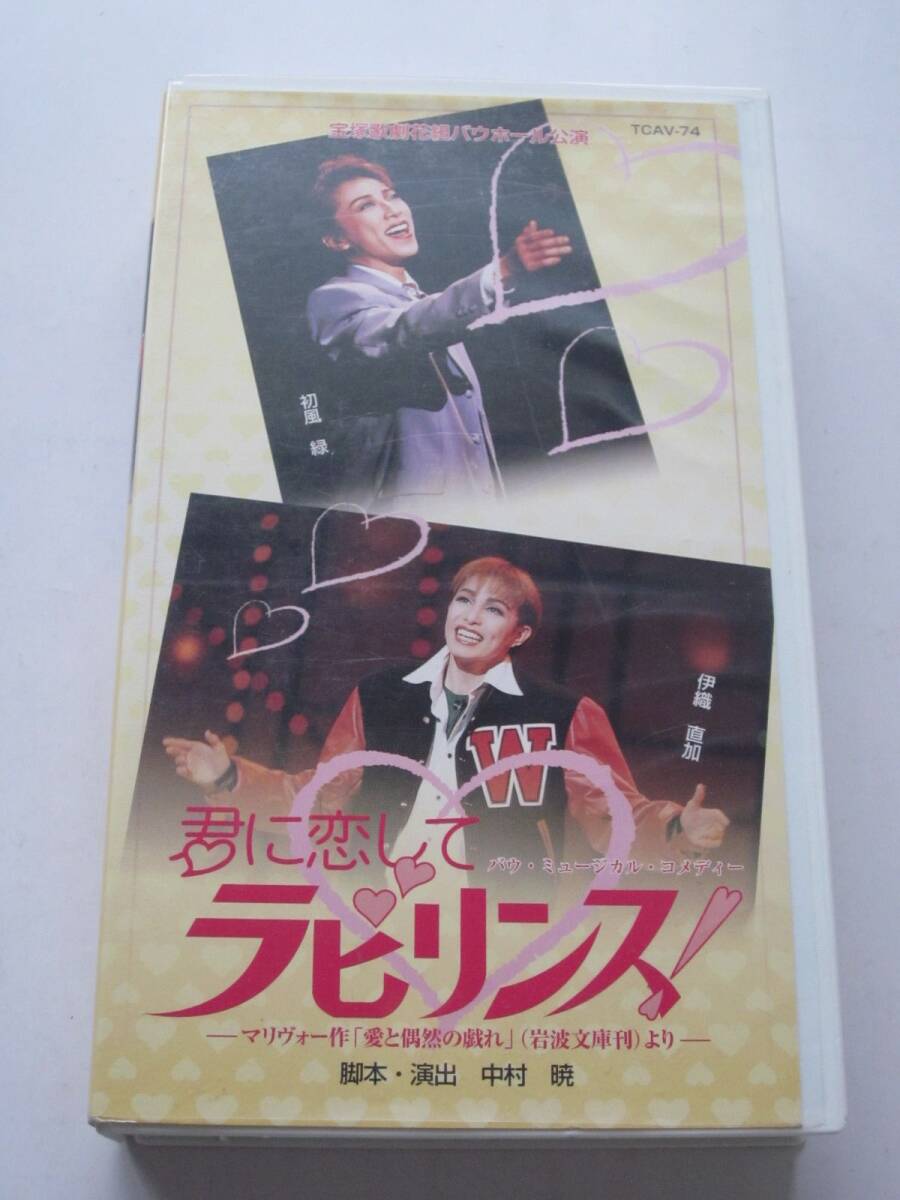 宝塚歌劇花組バウホール公演
TCAV-74
初風 緑
伊織 直加
W
君に恋して
バウ・ミュージカル・コメディー
ラビリンス!
―マリヴォー作「愛と偶然の戯れ」(岩波文庫刊)より―
脚本・演出 中村 暁